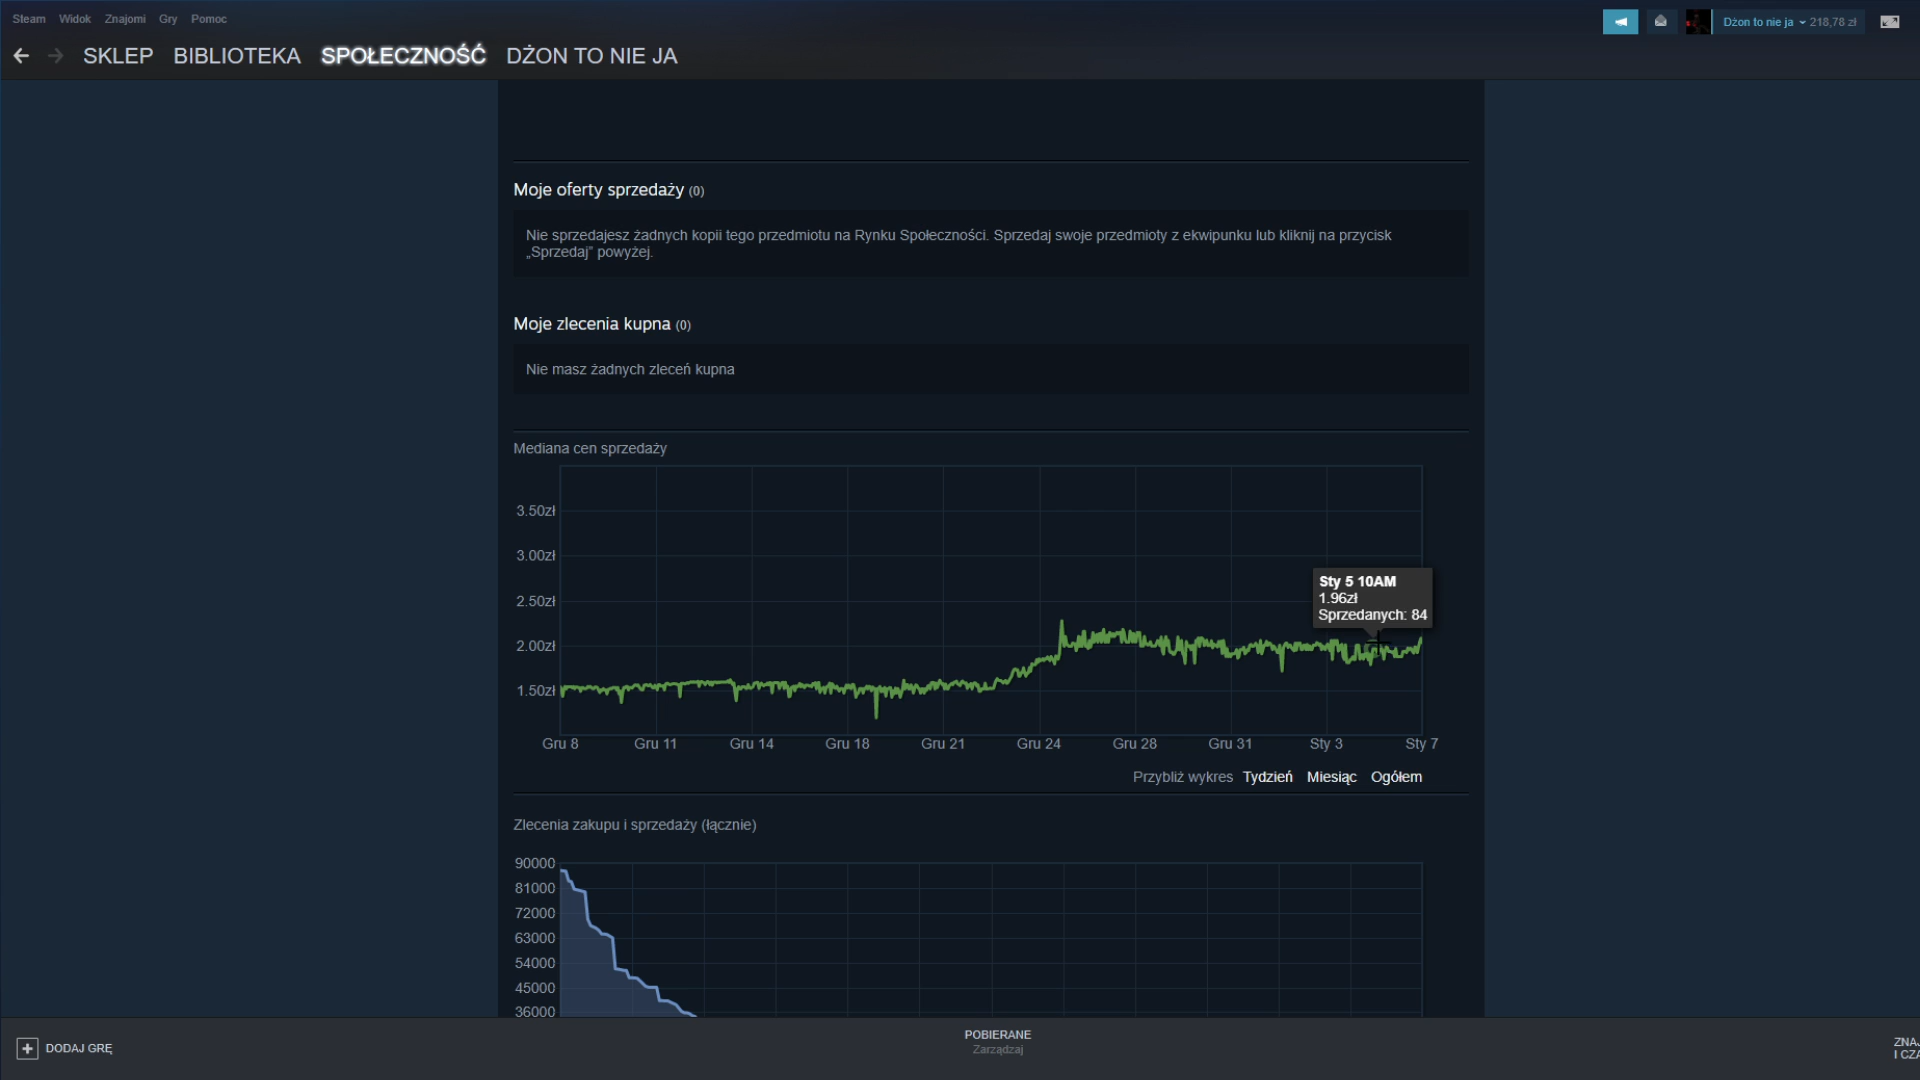 Steam Widok Znajomi Gry Pomoc
Dżon to nie ja 218,78 zł
SKLEP BIBLIOTEKA SPOŁECZNOŚĆ DŻON TO NIE JA
Moje oferty sprzedaży (0)
Nie sprzedajesz żadnych kopii tego przedmiotu na Rynku Społeczności. Sprzedaj swoje przedmioty z ekwipunku lub kliknij na przycisk
„Sprzedaj” powyżej.
Moje zlecenia kupna (0)
Nie masz żadnych zleceń kupna
Mediana cen sprzedaży
3.50zł
3.00zł
2.50zł
2.00zł
1.50zł
Sty 5 10AM
1.96zł
Sprzedanych: 84
Gru 8 Gru 11 Gru 14 Gru 18 Gru 21 Gru 24 Gru 28 Gru 31 Sty 3 Sty 7
Przybliż wykres Tydzień Miesiąc Ogółem
Zlecenia zakupu i sprzedaży (łącznie)
90000
81000
72000
63000
54000
45000
36000
DODAJ GRĘ
POBIERANE
Zarządzaj
ZNAJ
I CZA